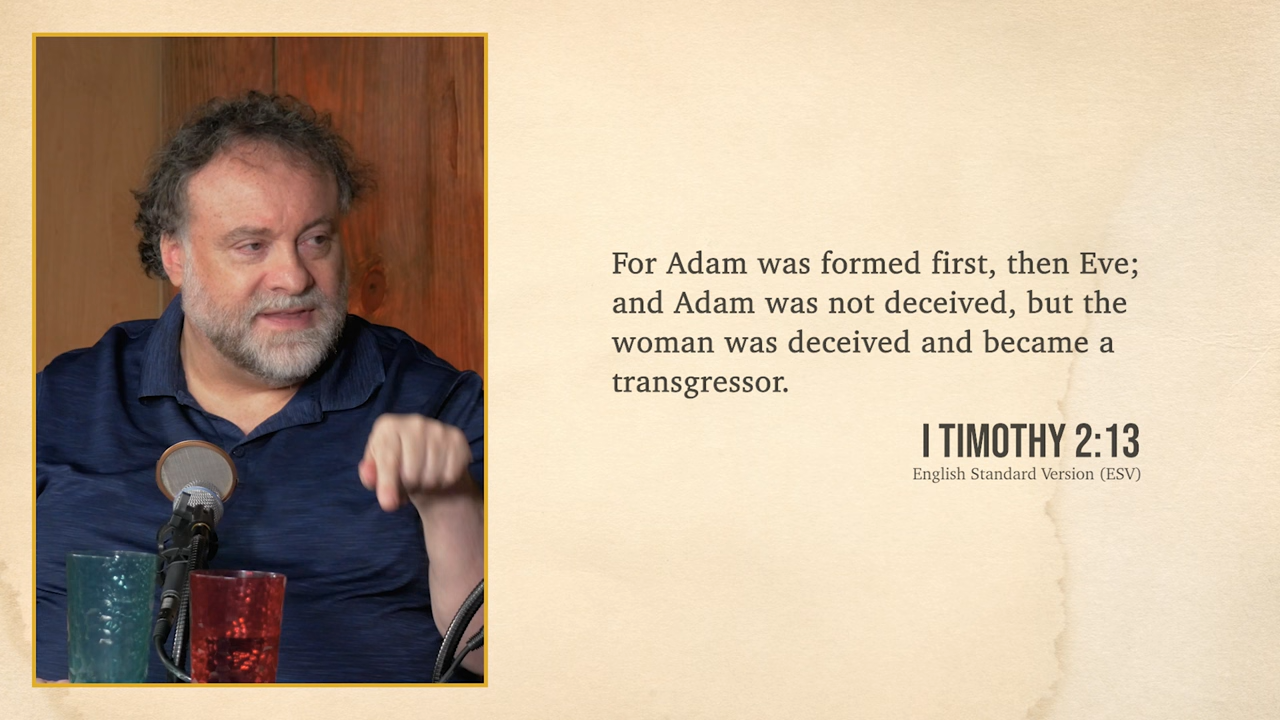 For Adam was formed first, then Eve;
and Adam was not deceived, but the
woman was deceived and became a
transgressor.
I TIMOTHY 2:13
English Standard Version (ESV)